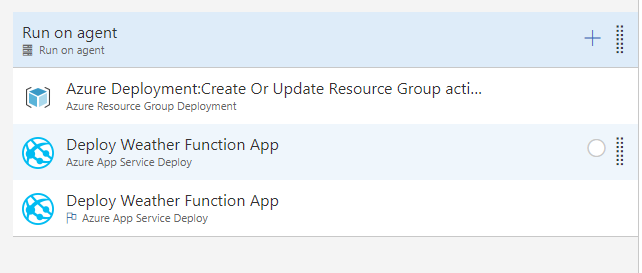 Run on agent
Run on agent
Azure Deployment:Create Or Update Resource Group acti...
Azure Resource Group Deployment
Deploy Weather Function App
Azure App Service Deploy
Deploy Weather Function App
Azure App Service Deploy